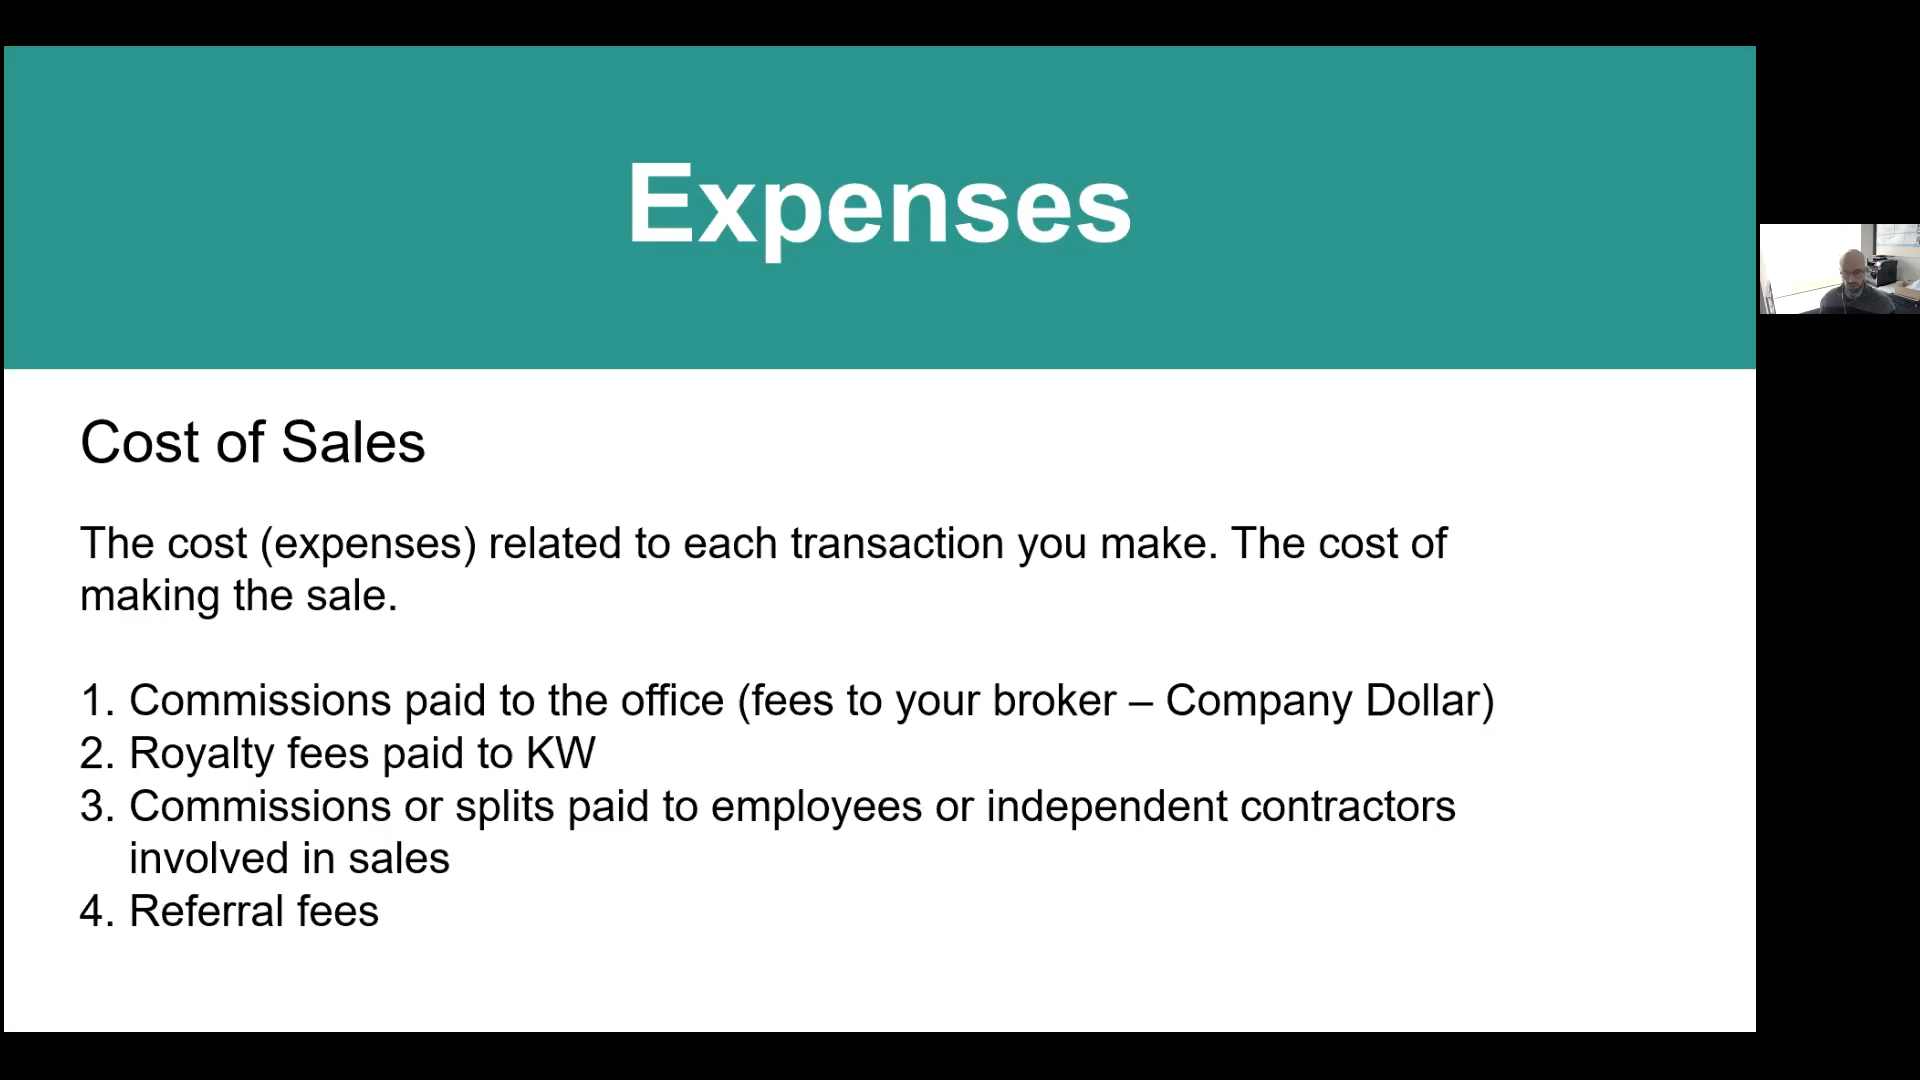 Expenses
Cost of Sales
The cost (expenses) related to each transaction you make. The cost of
making the sale.
1. Commissions paid to the office (fees to your broker – Company Dollar)
2. Royalty fees paid to KW
3. Commissions or splits paid to employees or independent contractors
involved in sales
4. Referral fees